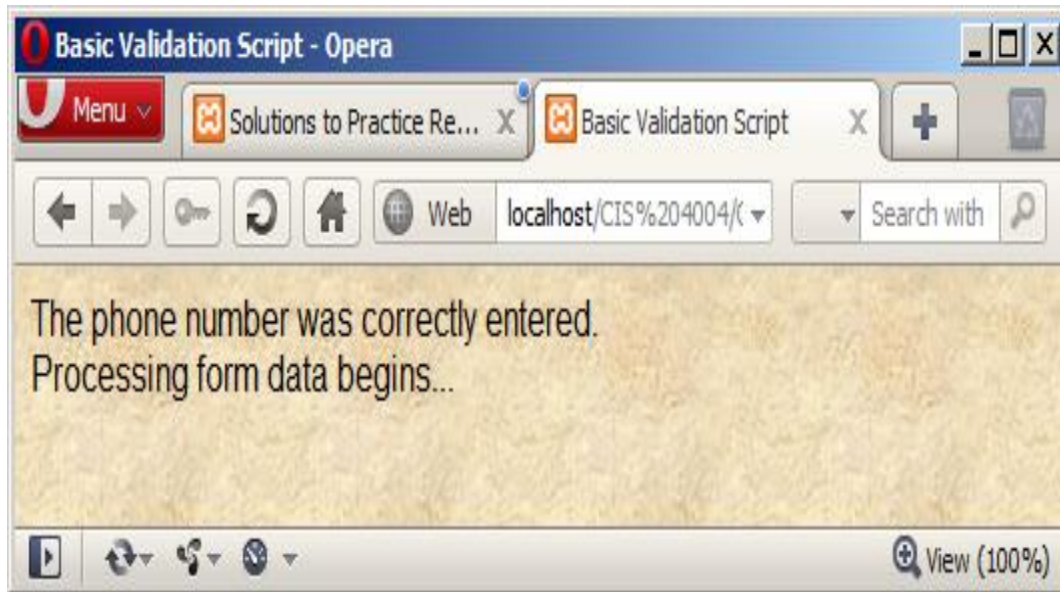 Basic Validation Script - Opera
Menu
Solutions to Practice Re...
Basic Validation Script
Web
localhost/CIS%204004/(
Search with
The phone number was correctly entered.
Processing form data begins...
View (100%)